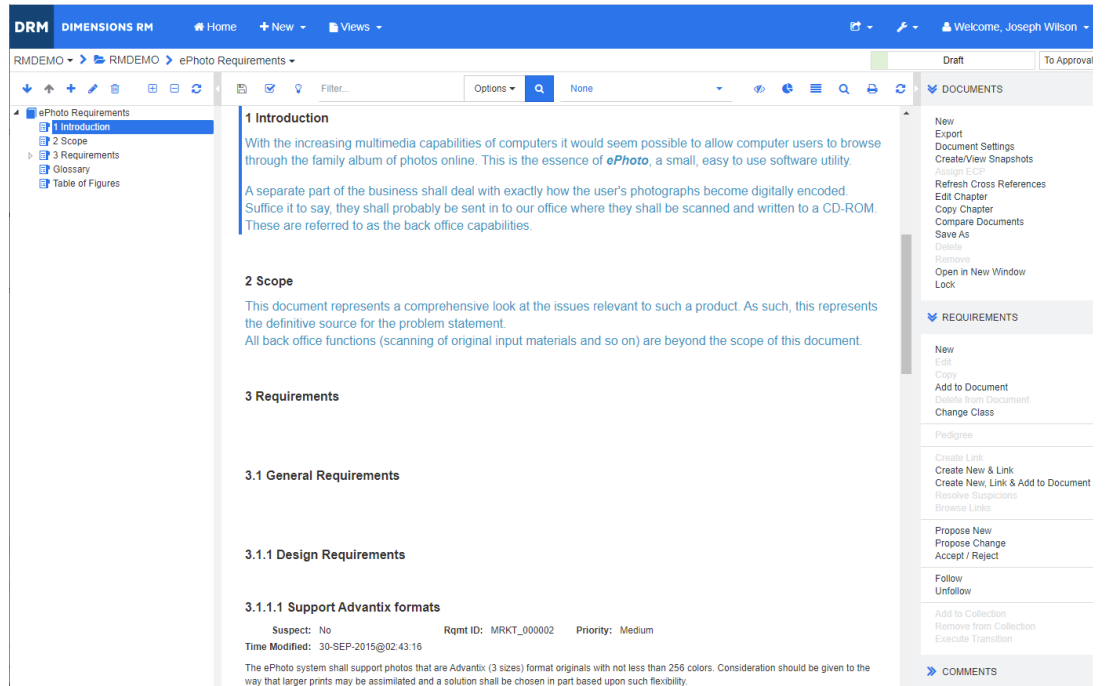 DRM DIMENSIONS RM Home New Views Welcome, Joseph Wilson
RMDEMO RMDEMO ePhoto Requirements Draft To Approval
Filter... Options None
ePhoto Requirements
1 Introduction
2 Scope
3 Requirements
Glossary
Table of Figures
1 Introduction
With the increasing multimedia capabilities of computers it would seem possible to allow computer users to browse
through the family album of photos online. This is the essence of ePhoto, a small, easy to use software utility.
A separate part of the business shall deal with exactly how the user's photographs become digitally encoded.
Suffice it to say, they shall probably be sent in to our office where they shall be scanned and written to a CD-ROM.
These are referred to as the back office capabilities.
2 Scope
This document represents a comprehensive look at the issues relevant to such a product. As such, this represents
the definitive source for the problem statement.
All back office functions (scanning of original input materials and so on) are beyond the scope of this document.
3 Requirements
3.1 General Requirements
3.1.1 Design Requirements
3.1.1.1 Support Advantix formats
Suspect: No Rqmt ID: MRKT_000002 Priority: Medium
Time Modified: 30-SEP-2015@02:43:16
The ePhoto system shall support photos that are Advantix (3 sizes) format originals with not less than 256 colors. Consideration should be given to the
way that larger prints may be assimilated and a solution shall be chosen in part based upon such flexibility.
DOCUMENTS
New
Export
Document Settings
Create/View Snapshots
Assign ECP
Refresh Cross References
Edit Chapter
Copy Chapter
Compare Documents
Save As
Delete
Remove
Open in New Window
Lock
REQUIREMENTS
New
Edit
Copy
Add to Document
Delete from Document
Change Class
Pedigree
Create Link
Create New & Link
Create New, Link & Add to Document
Resolve Suspicions
Browse Links
Propose New
Propose Change
Accept / Reject
Follow
Unfollow
Add to Collection
Remove from Collection
Execute Transition
COMMENTS